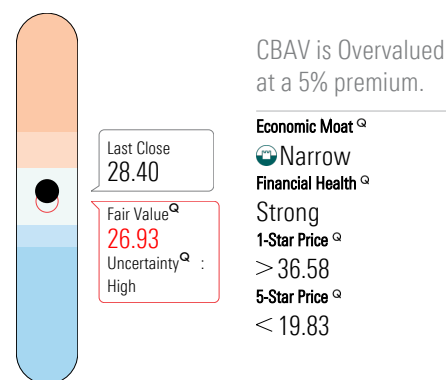 CBAV is Overvalued
at a 5% premium.
Last Close
28.40
Fair Value Q
26.93
Uncertainty Q :
High
Economic Moat Q
Narrow
Financial Health Q
Strong
1-Star Price Q
> 36.58
5-Star Price Q
< 19.83